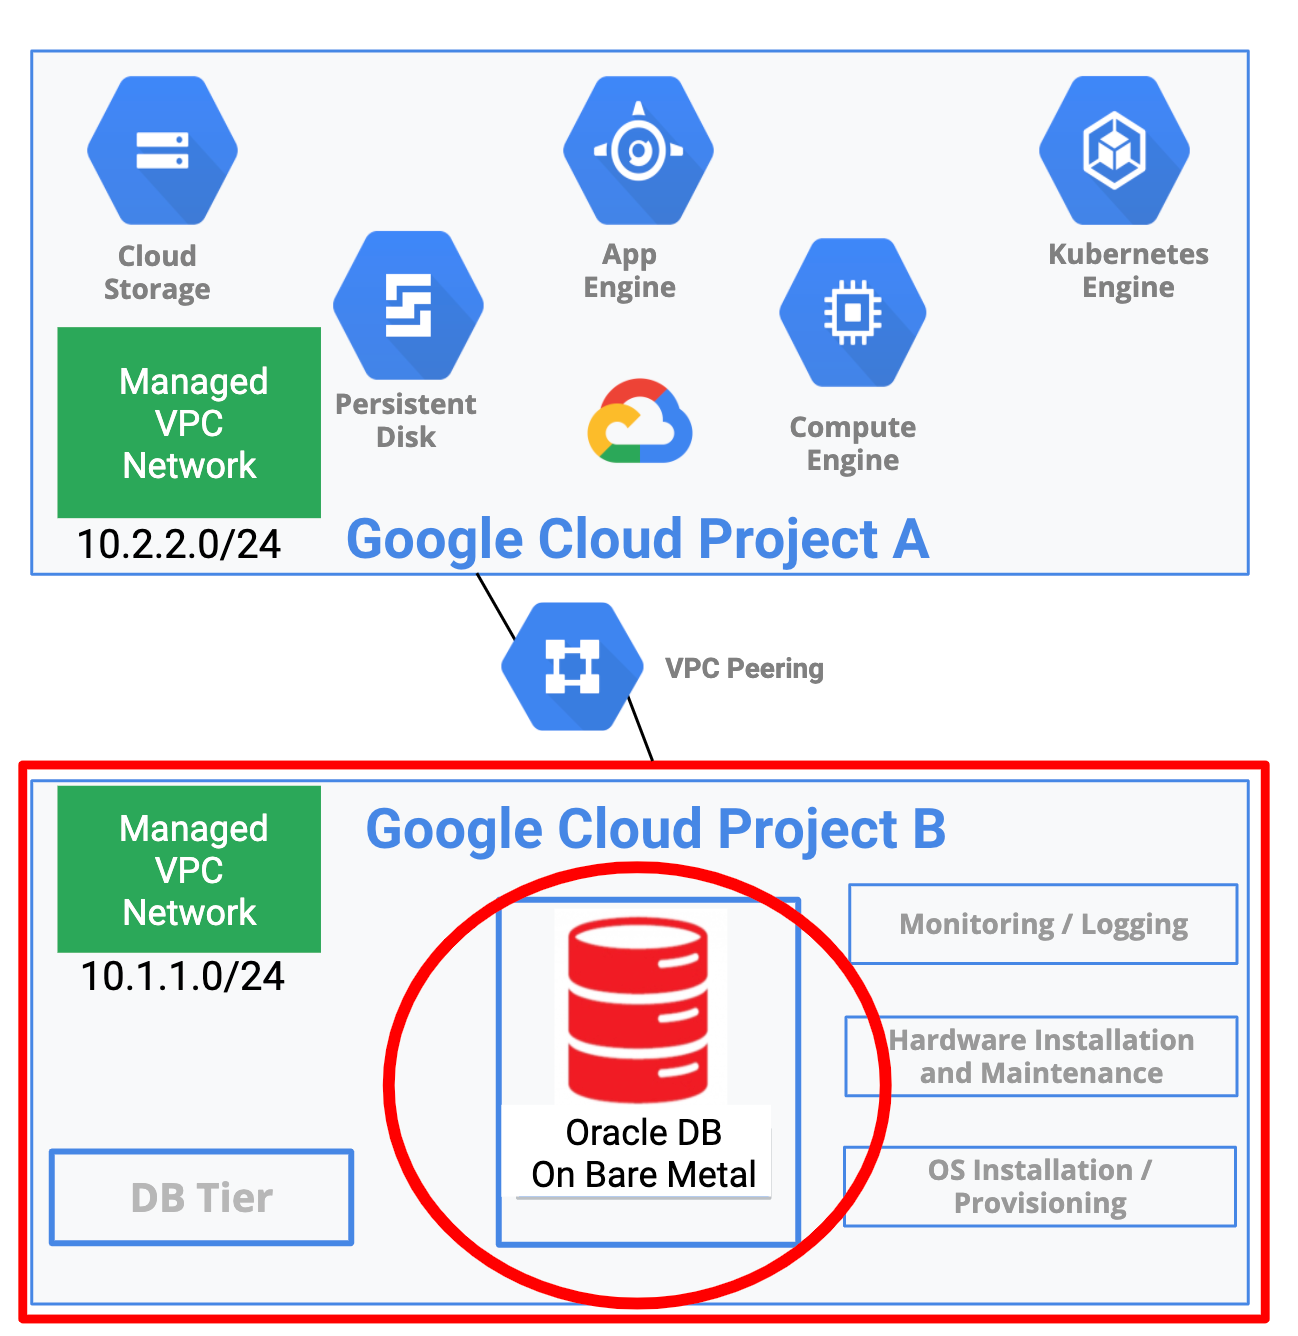 Cloud
Storage
App
Engine
Kubernetes
Engine
Persistent
Disk
Compute
Engine
Managed
VPC
Network
10.2.2.0/24
Google Cloud Project A
VPC Peering
Managed
VPC
Network
10.1.1.0/24
Google Cloud Project B
Oracle DB
On Bare Metal
Monitoring / Logging
Hardware Installation
and Maintenance
OS Installation /
Provisioning
DB Tier